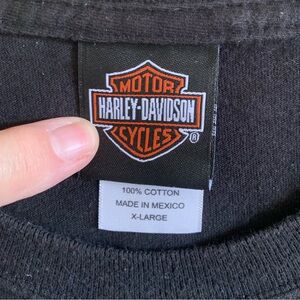 MOTOR
HARLEY-DAVIDSON
CYCLES
®
100% COTTON
MADE IN MEXICO
X-LARGE